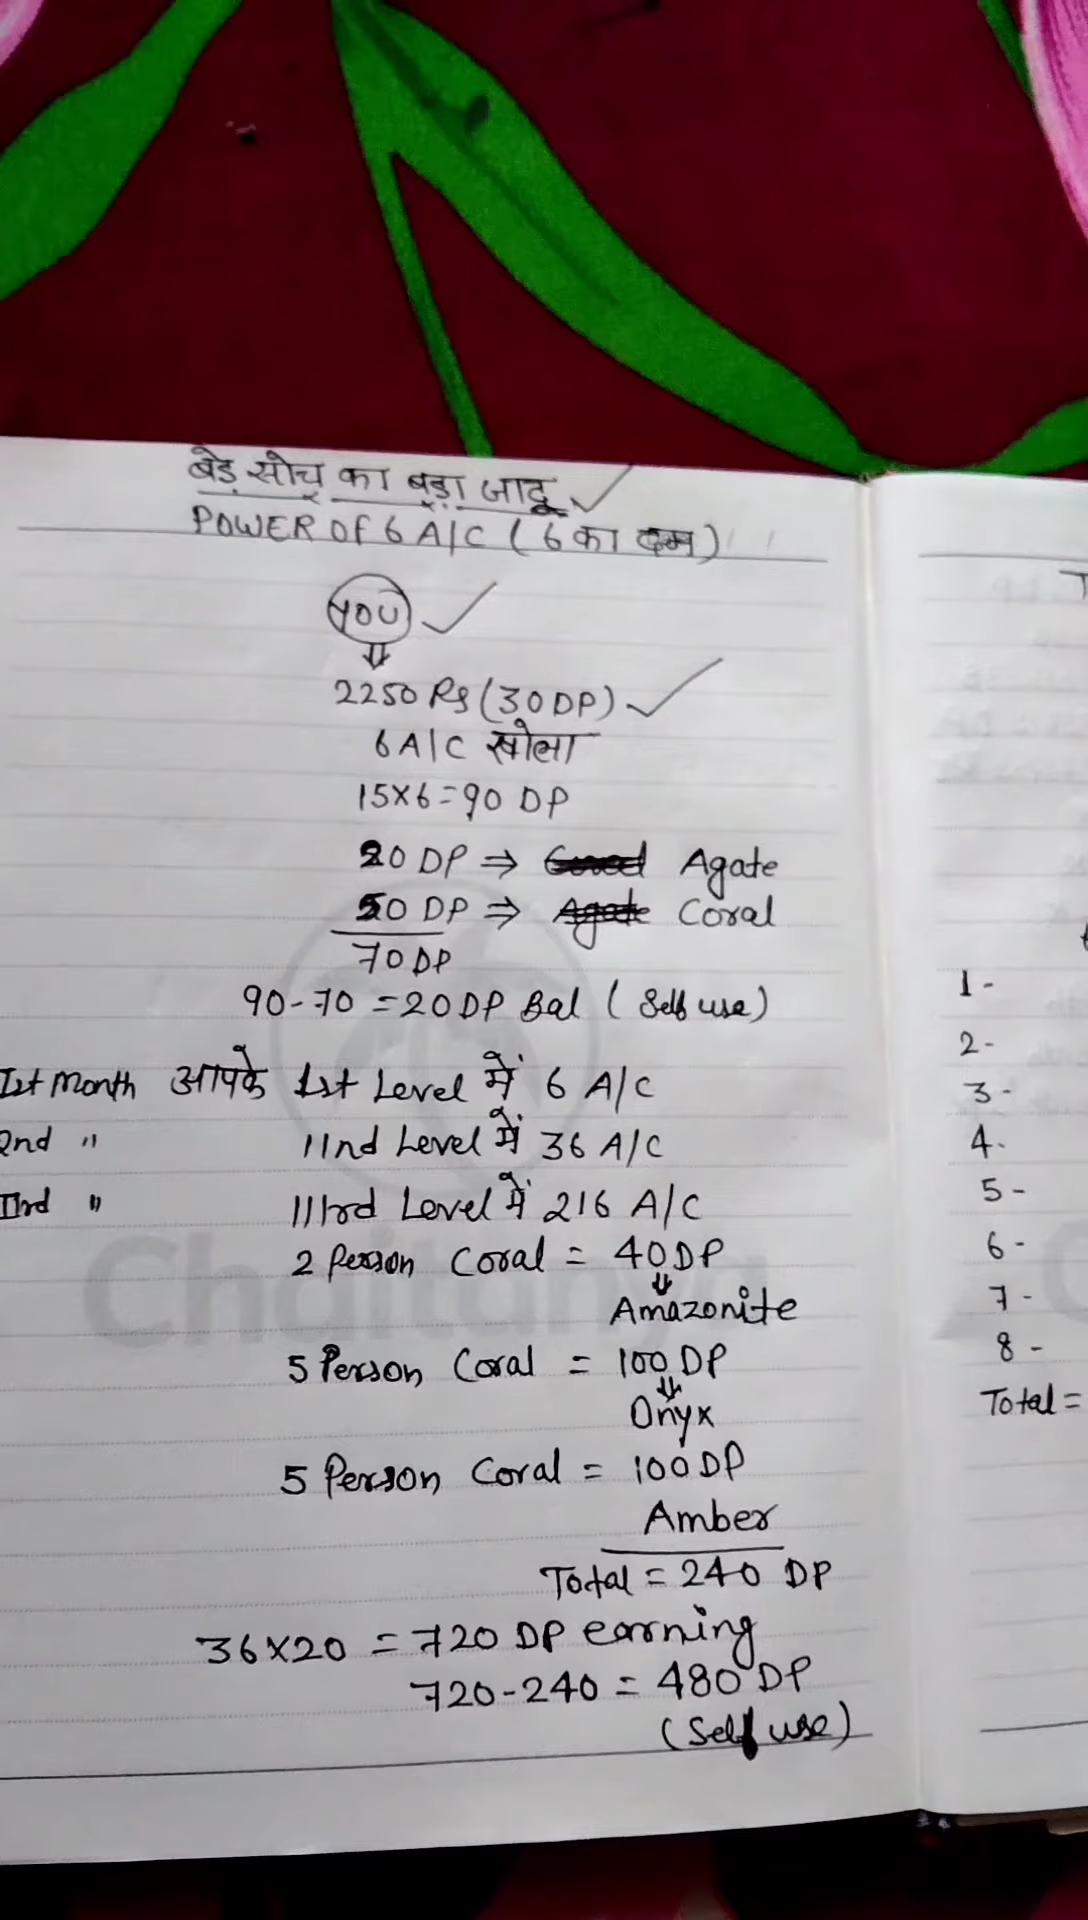 बड़े सोच का बड़ा जादू
POWER OF 6 A/C (6 का दम)
YOU
⇓
2250 Rs (30 DP)
6 A/C खोला
15×6=90 DP
20 DP ⇒ Agate
50 DP ⇒ Coral
70 DP
90-70 =20 DP Bal ( Self use)
Ist Month आपके 1st Level में 6 A/C
2nd " IInd Level में 36 A/C
IIrd " IIIrd Level में 216 A/C
2 Person Coral = 40 DP
⇓
Amazonite
5 Person Coral = 100 DP
⇓
Onyx
5 Person Coral = 100 DP
Amber
Total = 240 DP
36×20 = 720 DP earning
720-240 = 480 DP
(Self use)
Chaitanya
T
1-
2-
3-
4-
5-
6-
7-
8-
Total =